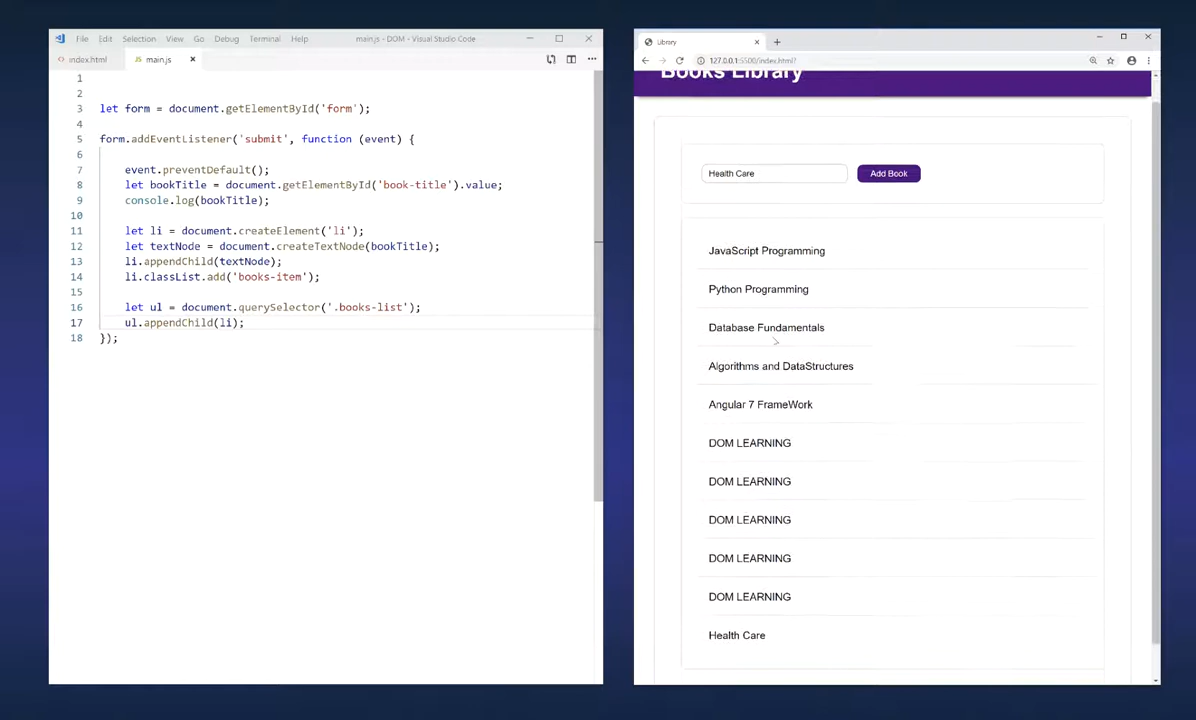 File Edit Selection View Go Debug Terminal Help main.js - DOM - Visual Studio Code
index.html main.js
1
2
3 let form = document.getElementById('form');
4
5 form.addEventListener('submit', function (event) {
6
7 event.preventDefault();
8 let bookTitle = document.getElementById('book-title').value;
9 console.log(bookTitle);
10
11 let li = document.createElement('li');
12 let textNode = document.createTextNode(bookTitle);
13 li.appendChild(textNode);
14 li.classList.add('books-item');
15
16 let ul = document.querySelector('.books-list');
17 ul.appendChild(li);
18 });
Library
127.0.0.1:5500/index.html?
Books Library
Health Care Add Book
JavaScript Programming
Python Programming
Database Fundamentals
Algorithms and DataStructures
Angular 7 FrameWork
DOM LEARNING
DOM LEARNING
DOM LEARNING
DOM LEARNING
DOM LEARNING
Health Care